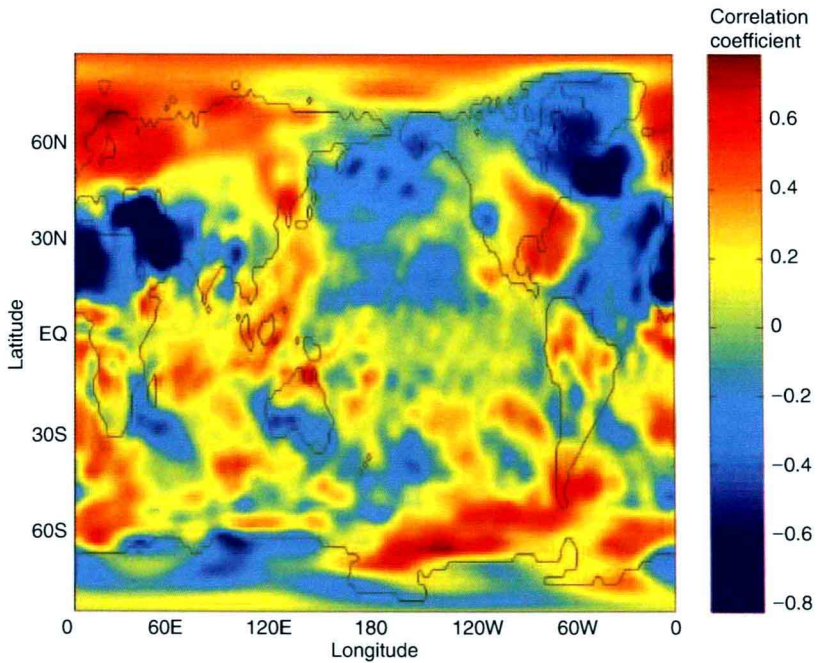 Correlation
coefficient
0.6
0.4
0.2
0
−0.2
−0.4
−0.6
−0.8
60N
30N
EQ
30S
60S
Latitude
0 60E 120E 180 120W 60W 0
Longitude